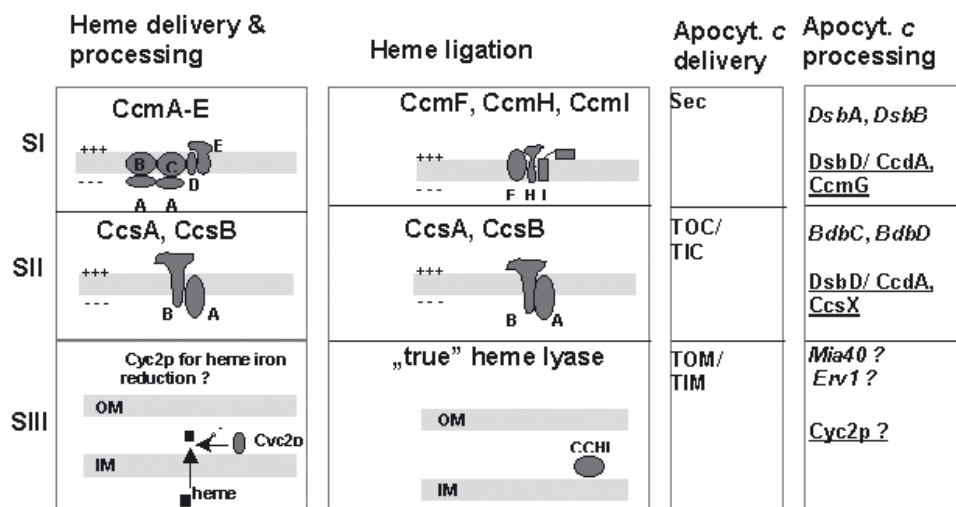 Heme delivery &
processing
Heme ligation
Apocyt. c
delivery
Apocyt. c
processing
SI
CcmA-E
+++
- - -
B
C
E
D
A
A
CcmF, CcmH, CcmI
+++
- - -
F H I
Sec
DsbA, DsbB
DsbD/ CcdA,
CcmG
SII
CcsA, CcsB
+++
- - -
B
A
CcsA, CcsB
+++
- - -
B
A
TOC/
TIC
BdbC, BdbD
DsbD/ CcdA,
CcsX
SIII
Cyc2p for heme iron
reduction ?
OM
Cyc2p
IM
heme
„true” heme lyase
OM
CCHL
IM
TOM/
TIM
Mia40 ?
Erv1 ?
Cyc2p ?